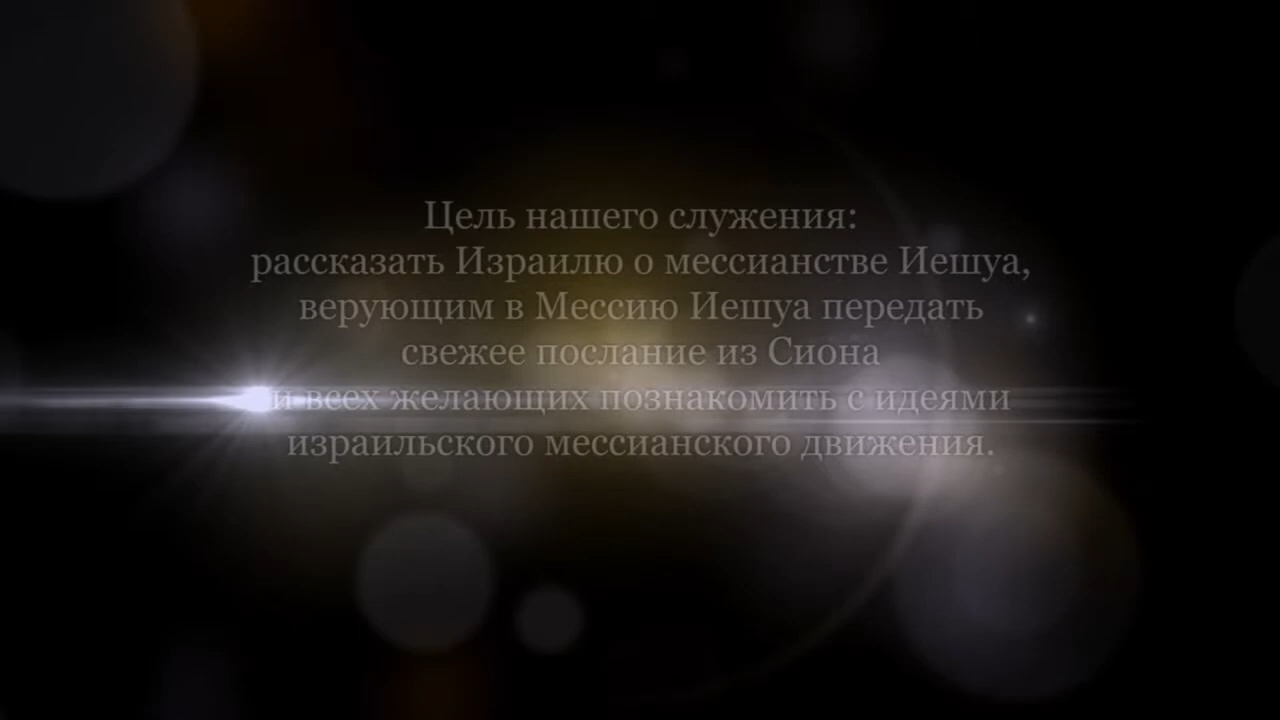 Цель нашего служения:
рассказать Израилю о мессианстве Иешуа,
верующим в Мессию Иешуа передать
свежее послание из Сиона
и всех желающих познакомить с идеями
израильского мессианского движения.